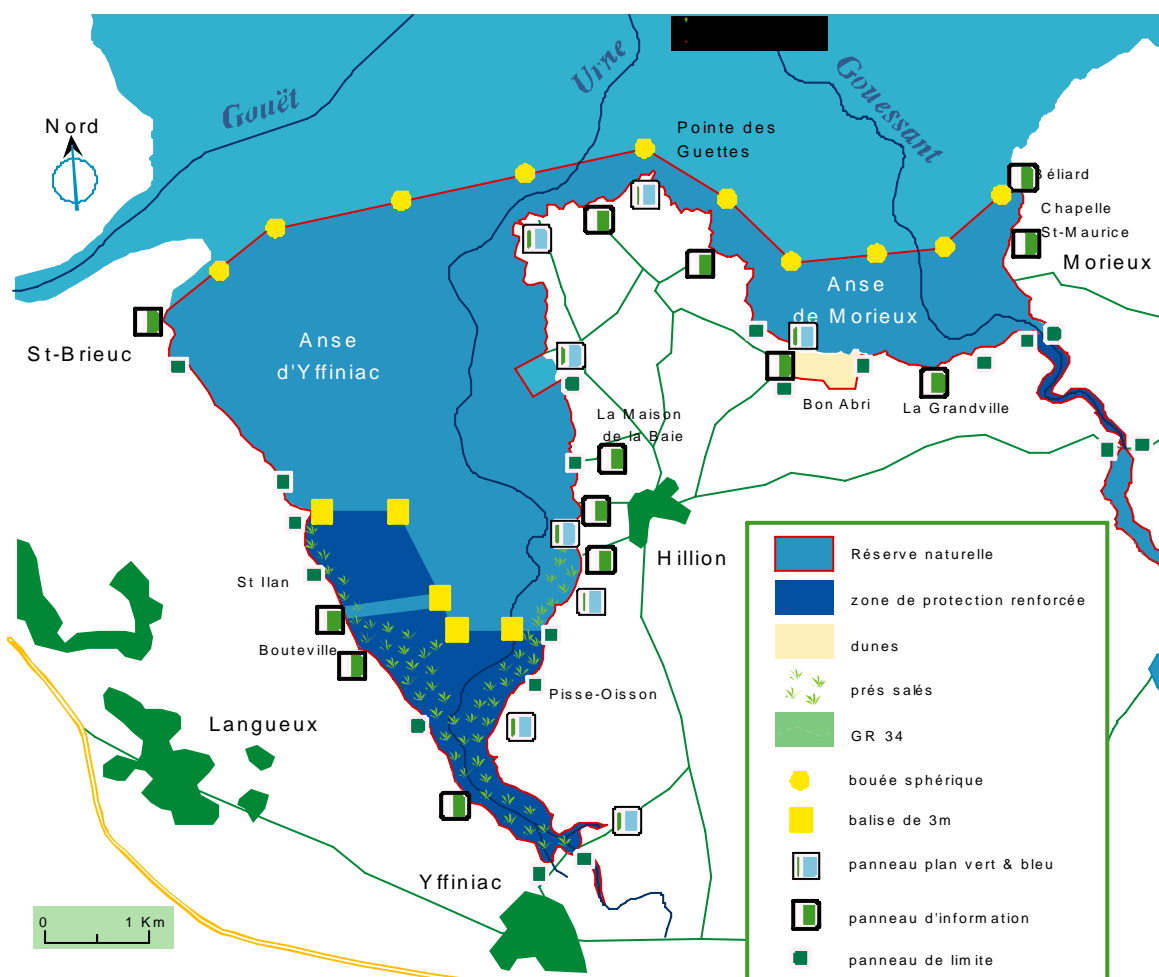 Gouët
Urne
Gouessant
Nord
Pointe des
Guettes
Béliard
Chapelle
St-Maurice
Morieux
Anse
de Morieux
St-Brieuc
Anse
d'Yffiniac
Bon Abri
La Grandville
La Maison
de la Baie
Hillion
St Ilan
Bouteville
Pisse-Oisson
Langueux
Yffiniac
0 1 Km
Réserve naturelle
zone de protection renforcée
dunes
prés salés
GR 34
bouée sphérique
balise de 3m
panneau plan vert & bleu
panneau d'information
panneau de limite